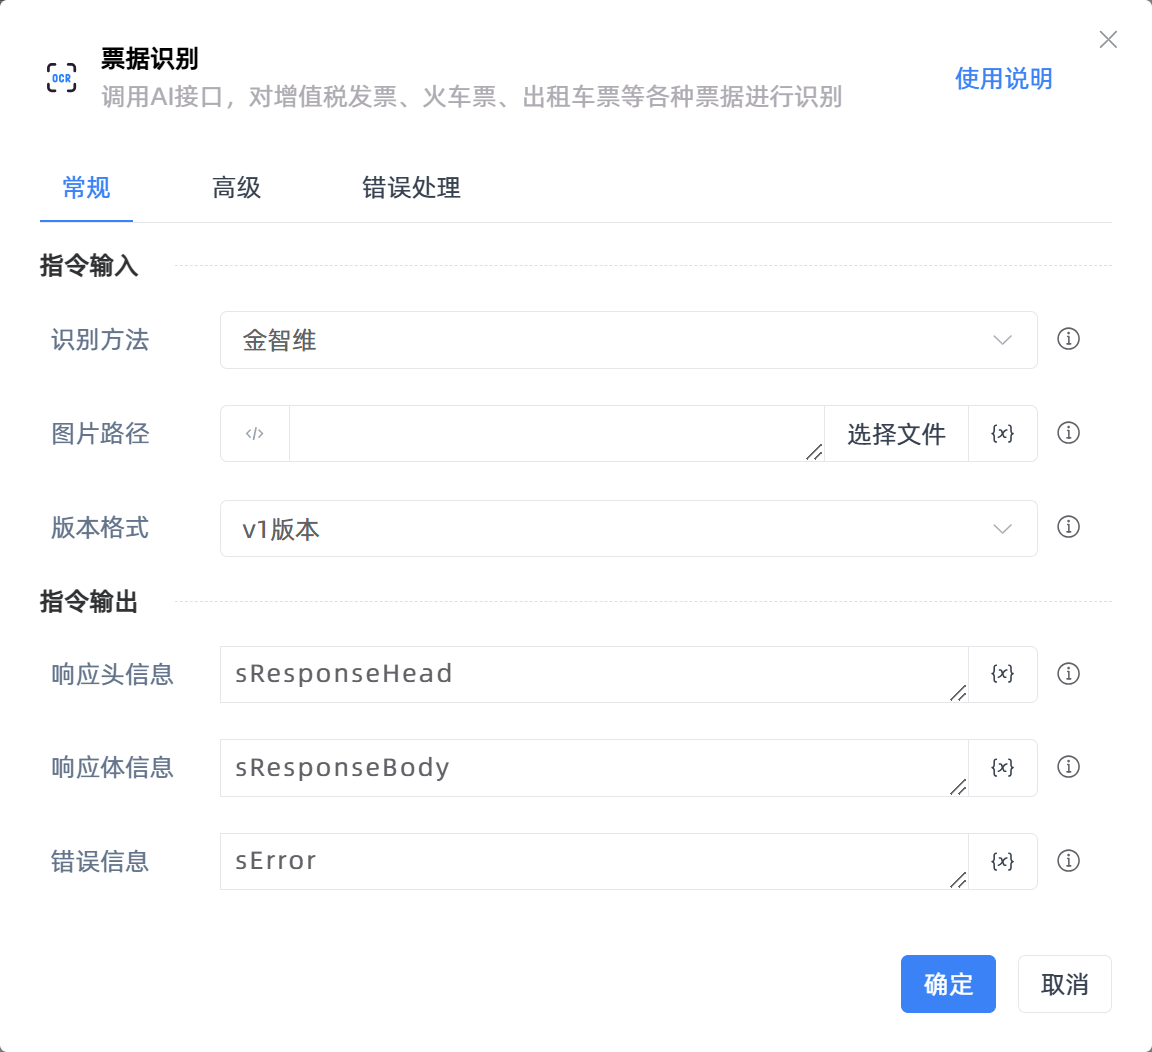 OCR
票据识别
调用AI接口，对增值税发票、火车票、出租车票等各种票据进行识别
使用说明
常规
高级
错误处理
指令输入
识别方法
金智维
图片路径
</>
选择文件
{x}
版本格式
v1版本
指令输出
响应头信息
sResponseHead
{x}
响应体信息
sResponseBody
{x}
错误信息
sError
{x}
确定
取消